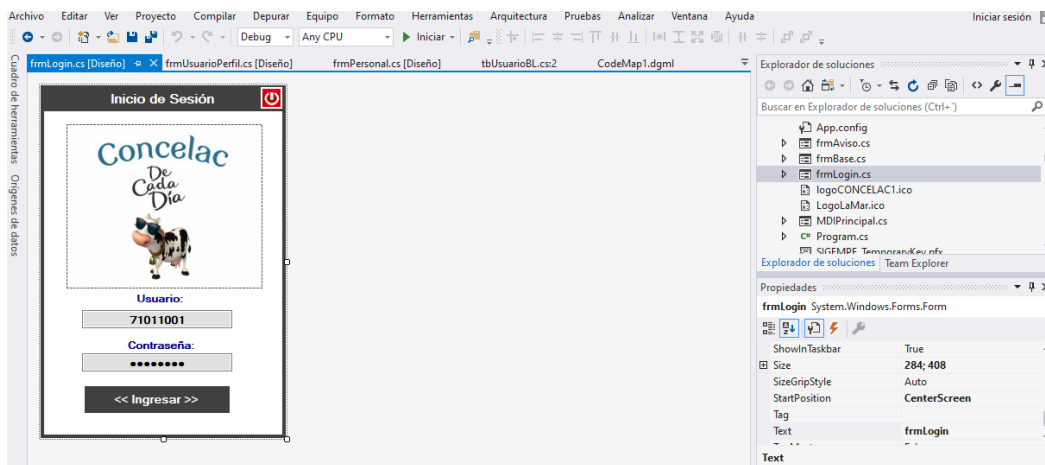 Archivo Editar Ver Proyecto Compilar Depurar Equipo Formato Herramientas Arquitectura Pruebas Analizar Ventana Ayuda Iniciar sesión
Debug Any CPU Iniciar
frmLogin.cs [Diseño] frmUsuarioPerfil.cs [Diseño] frmPersonal.cs [Diseño] tbUsuarioBL.cs:2 CodeMap1.dgml
Cuadro de herramientas
Orígenes de datos
Inicio de Sesión
Concelac
De
Cada
Día
Usuario:
71011001
Contraseña:
<< Ingresar >>
Explorador de soluciones
Buscar en Explorador de soluciones (Ctrl+´)
App.config
frmAviso.cs
frmBase.cs
frmLogin.cs
logoCONCELAC1.ico
LogoLaMar.ico
MDIPrincipal.cs
C# Program.cs
SIGEMPE_TemporaryKey.pfx
Explorador de soluciones Team Explorer
Propiedades
frmLogin System.Windows.Forms.Form
ShowInTaskbar True
Size 284; 408
SizeGripStyle Auto
StartPosition CenterScreen
Tag
Text frmLogin
Text